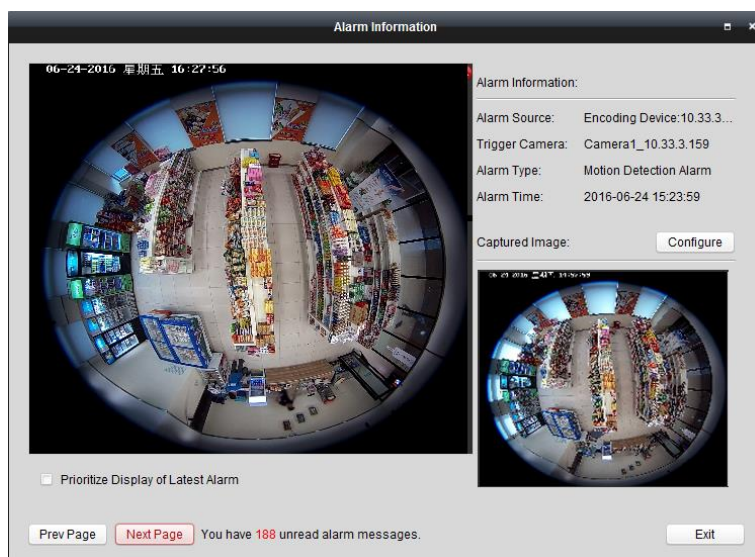 Alarm Information
06-24-2016 星期五 16:27:56
Alarm Information:
Alarm Source: Encoding Device:10.33.3...
Trigger Camera: Camera1_10.33.3.159
Alarm Type: Motion Detection Alarm
Alarm Time: 2016-06-24 15:23:59
Captured Image: Configure
Prioritize Display of Latest Alarm
Prev Page Next Page You have 188 unread alarm messages. Exit